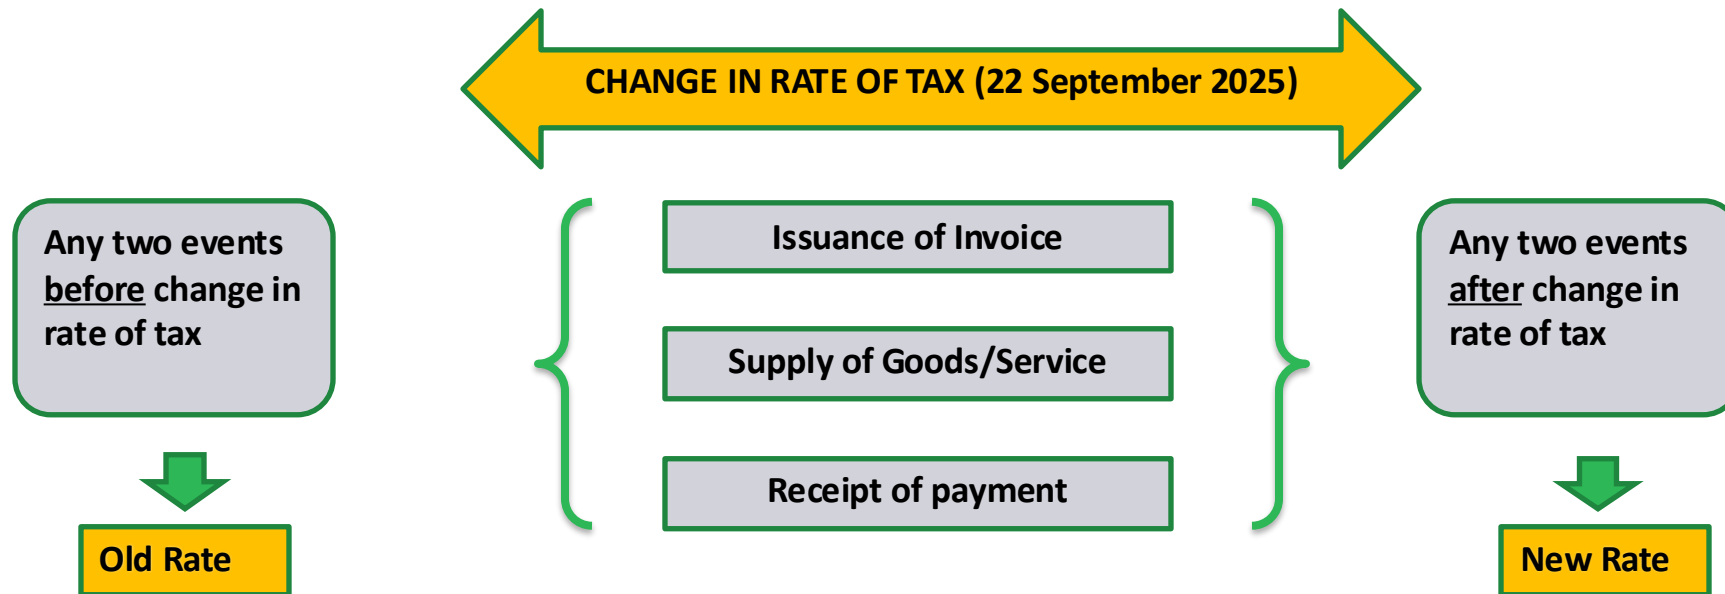 CHANGE IN RATE OF TAX (22 September 2025)
Any two events
before change in
rate of tax
Old Rate
Issuance of Invoice
Supply of Goods/Service
Receipt of payment
Any two events
after change in
rate of tax
New Rate